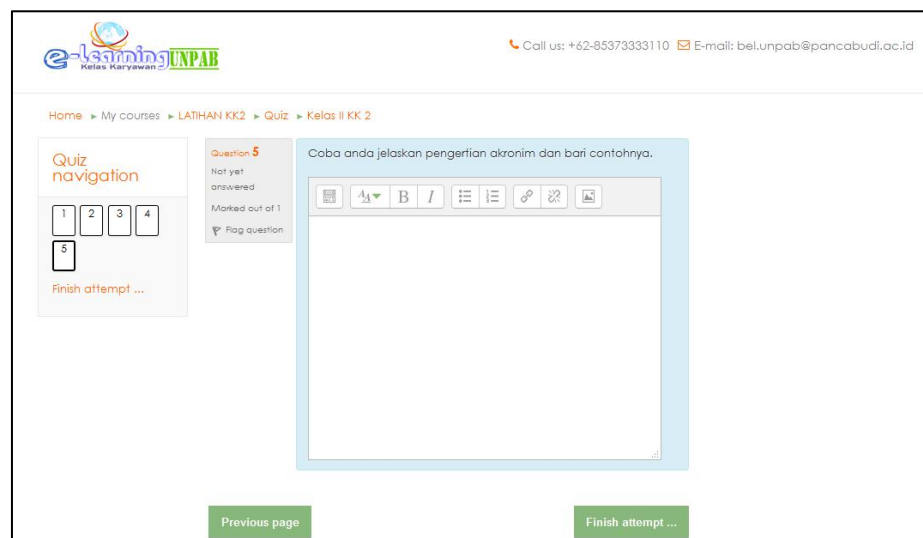 e-Learning UNPAB
Kelas Karyawan
Call us: +62-85373333110 E-mail: bel.unpab@pancabudi.ac.id
Home ▸ My courses ▸ LATIHAN KK2 ▸ Quiz ▸ Kelas II KK 2
Quiz navigation
1 2 3 4
5
Finish attempt ...
Question 5
Not yet answered
Marked out of 1
Flag question
Coba anda jelaskan pengertian akronim dan bari contohnya.
B I
Previous page
Finish attempt ...